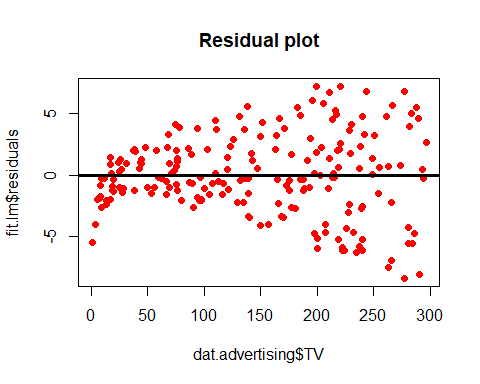 Residual plot
fit.lm$residuals
5
0
-5
0 50 100 150 200 250 300
dat.advertising$TV